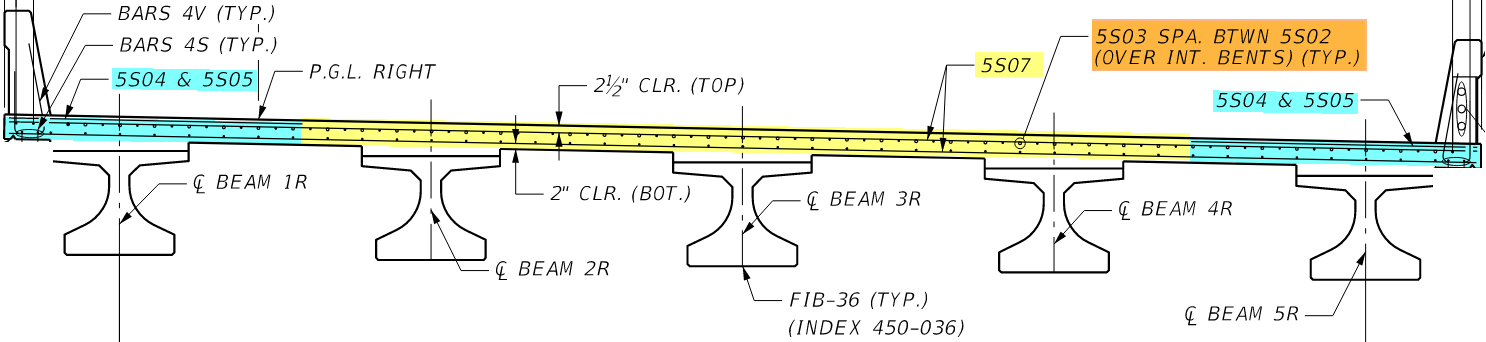 BARS 4V (TYP.)
BARS 4S (TYP.)
5S04 & 5S05
P.G.L. RIGHT
2½" CLR. (TOP)
5S07
5S03 SPA. BTWN 5S02
(OVER INT. BENTS) (TYP.)
5S04 & 5S05
℄ BEAM 1R
2" CLR. (BOT.)
℄ BEAM 3R
℄ BEAM 4R
℄ BEAM 2R
FIB-36 (TYP.)
(INDEX 450-036)
℄ BEAM 5R